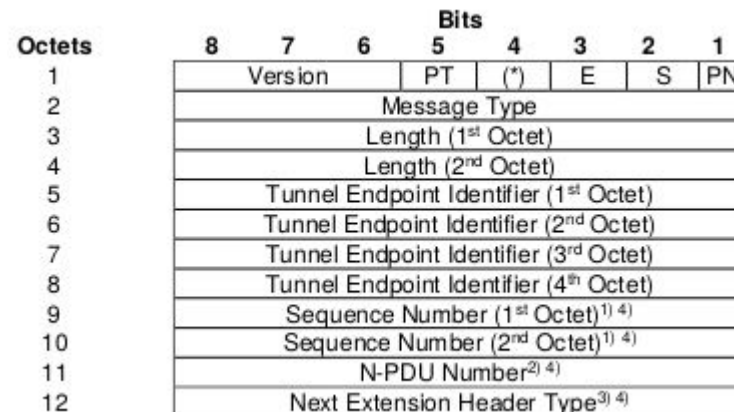 Bits
Octets 8 7 6 5 4 3 2 1
1 Version PT (*) E S PN
2 Message Type
3 Length (1st Octet)
4 Length (2nd Octet)
5 Tunnel Endpoint Identifier (1st Octet)
6 Tunnel Endpoint Identifier (2nd Octet)
7 Tunnel Endpoint Identifier (3rd Octet)
8 Tunnel Endpoint Identifier (4th Octet)
9 Sequence Number (1st Octet)1) 4)
10 Sequence Number (2nd Octet)1) 4)
11 N-PDU Number2) 4)
12 Next Extension Header Type3) 4)